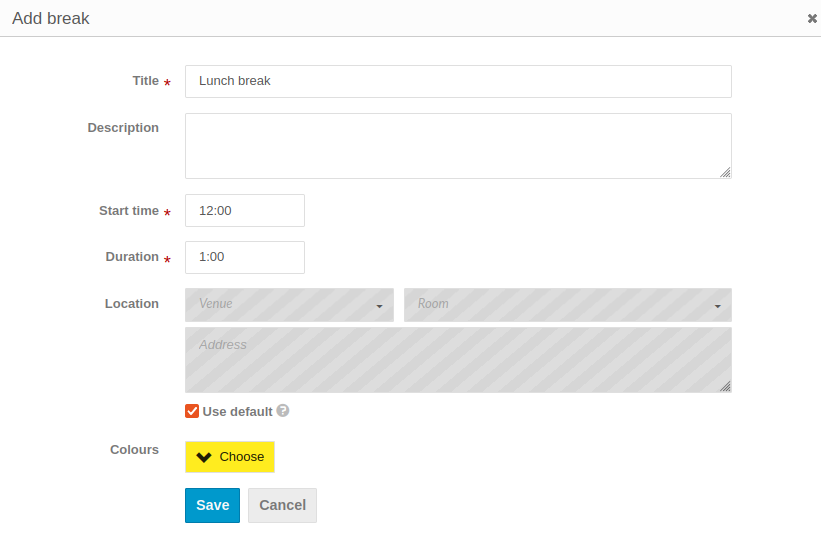 Add break
Title *
Lunch break
Description
Start time *
12:00
Duration *
1:00
Location
Venue
Room
Address
Use default ?
Colours
Choose
Save
Cancel